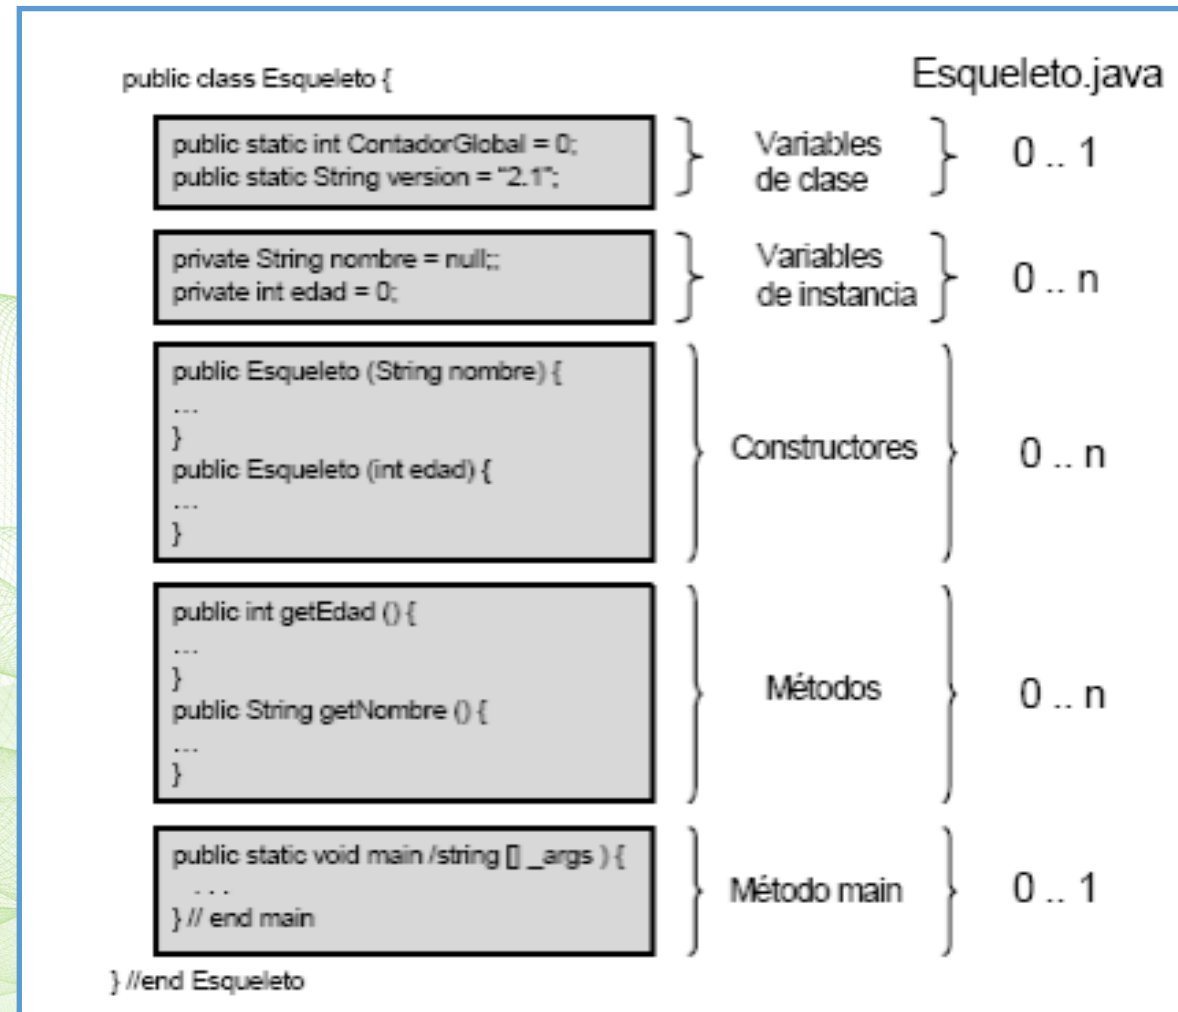 Esqueleto.java
public class Esqueleto {
public static int ContadorGlobal = 0;
public static String version = "2.1";
Variables
de clase
0 .. 1
private String nombre = null;;
private int edad = 0;
Variables
de instancia
0 .. n
public Esqueleto (String nombre) {
...
}
public Esqueleto (int edad) {
...
}
Constructores
0 .. n
public int getEdad () {
...
}
public String getNombre () {
...
}
Métodos
0 .. n
public static void main /string [] _args ) {
. . .
} // end main
Método main
0 .. 1
} //end Esqueleto